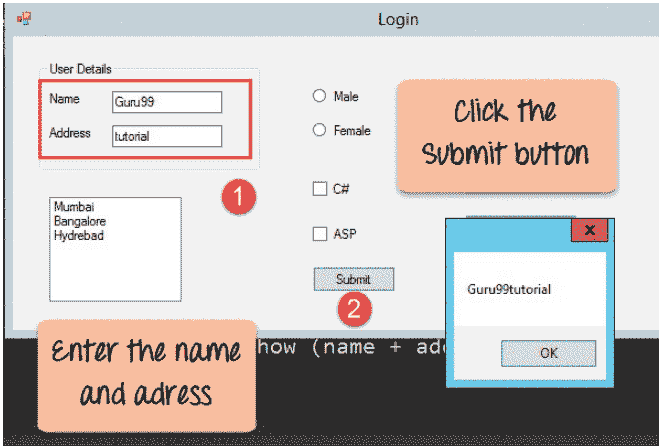 Login
User Details
Name Guru99
Address tutorial
Male
Female
Click the
Submit button
1
Mumbai
Bangalore
Hydrebad
C#
ASP
Submit
2
x
Guru99tutorial
OK
Enter the name
and adress
how (name + ad